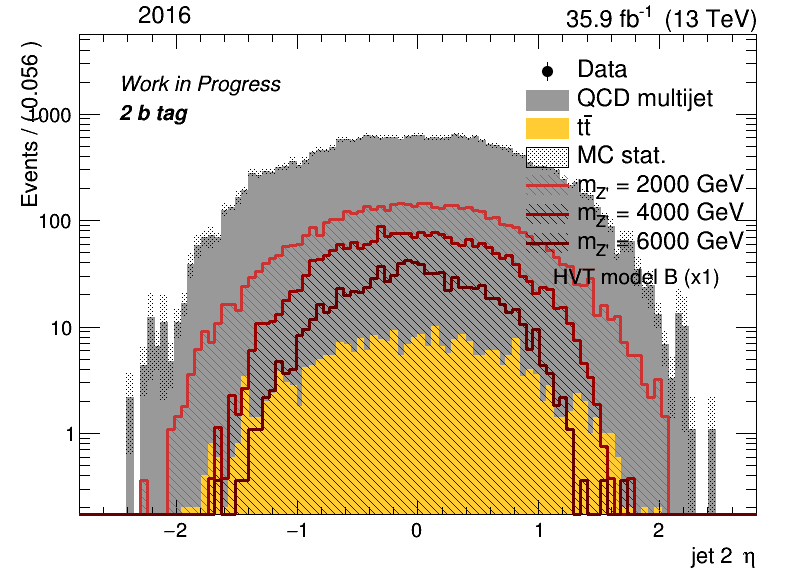 2016
35.9 fb⁻¹ (13 TeV)
Events / ( 0.056 )
Work in Progress
2 b tag
Data
QCD multijet
tt̄
MC stat.
m_Z' = 2000 GeV
m_Z' = 4000 GeV
m_Z' = 6000 GeV
HVT model B (x1)
1000
100
10
1
−2 −1 0 1 2
jet 2 η